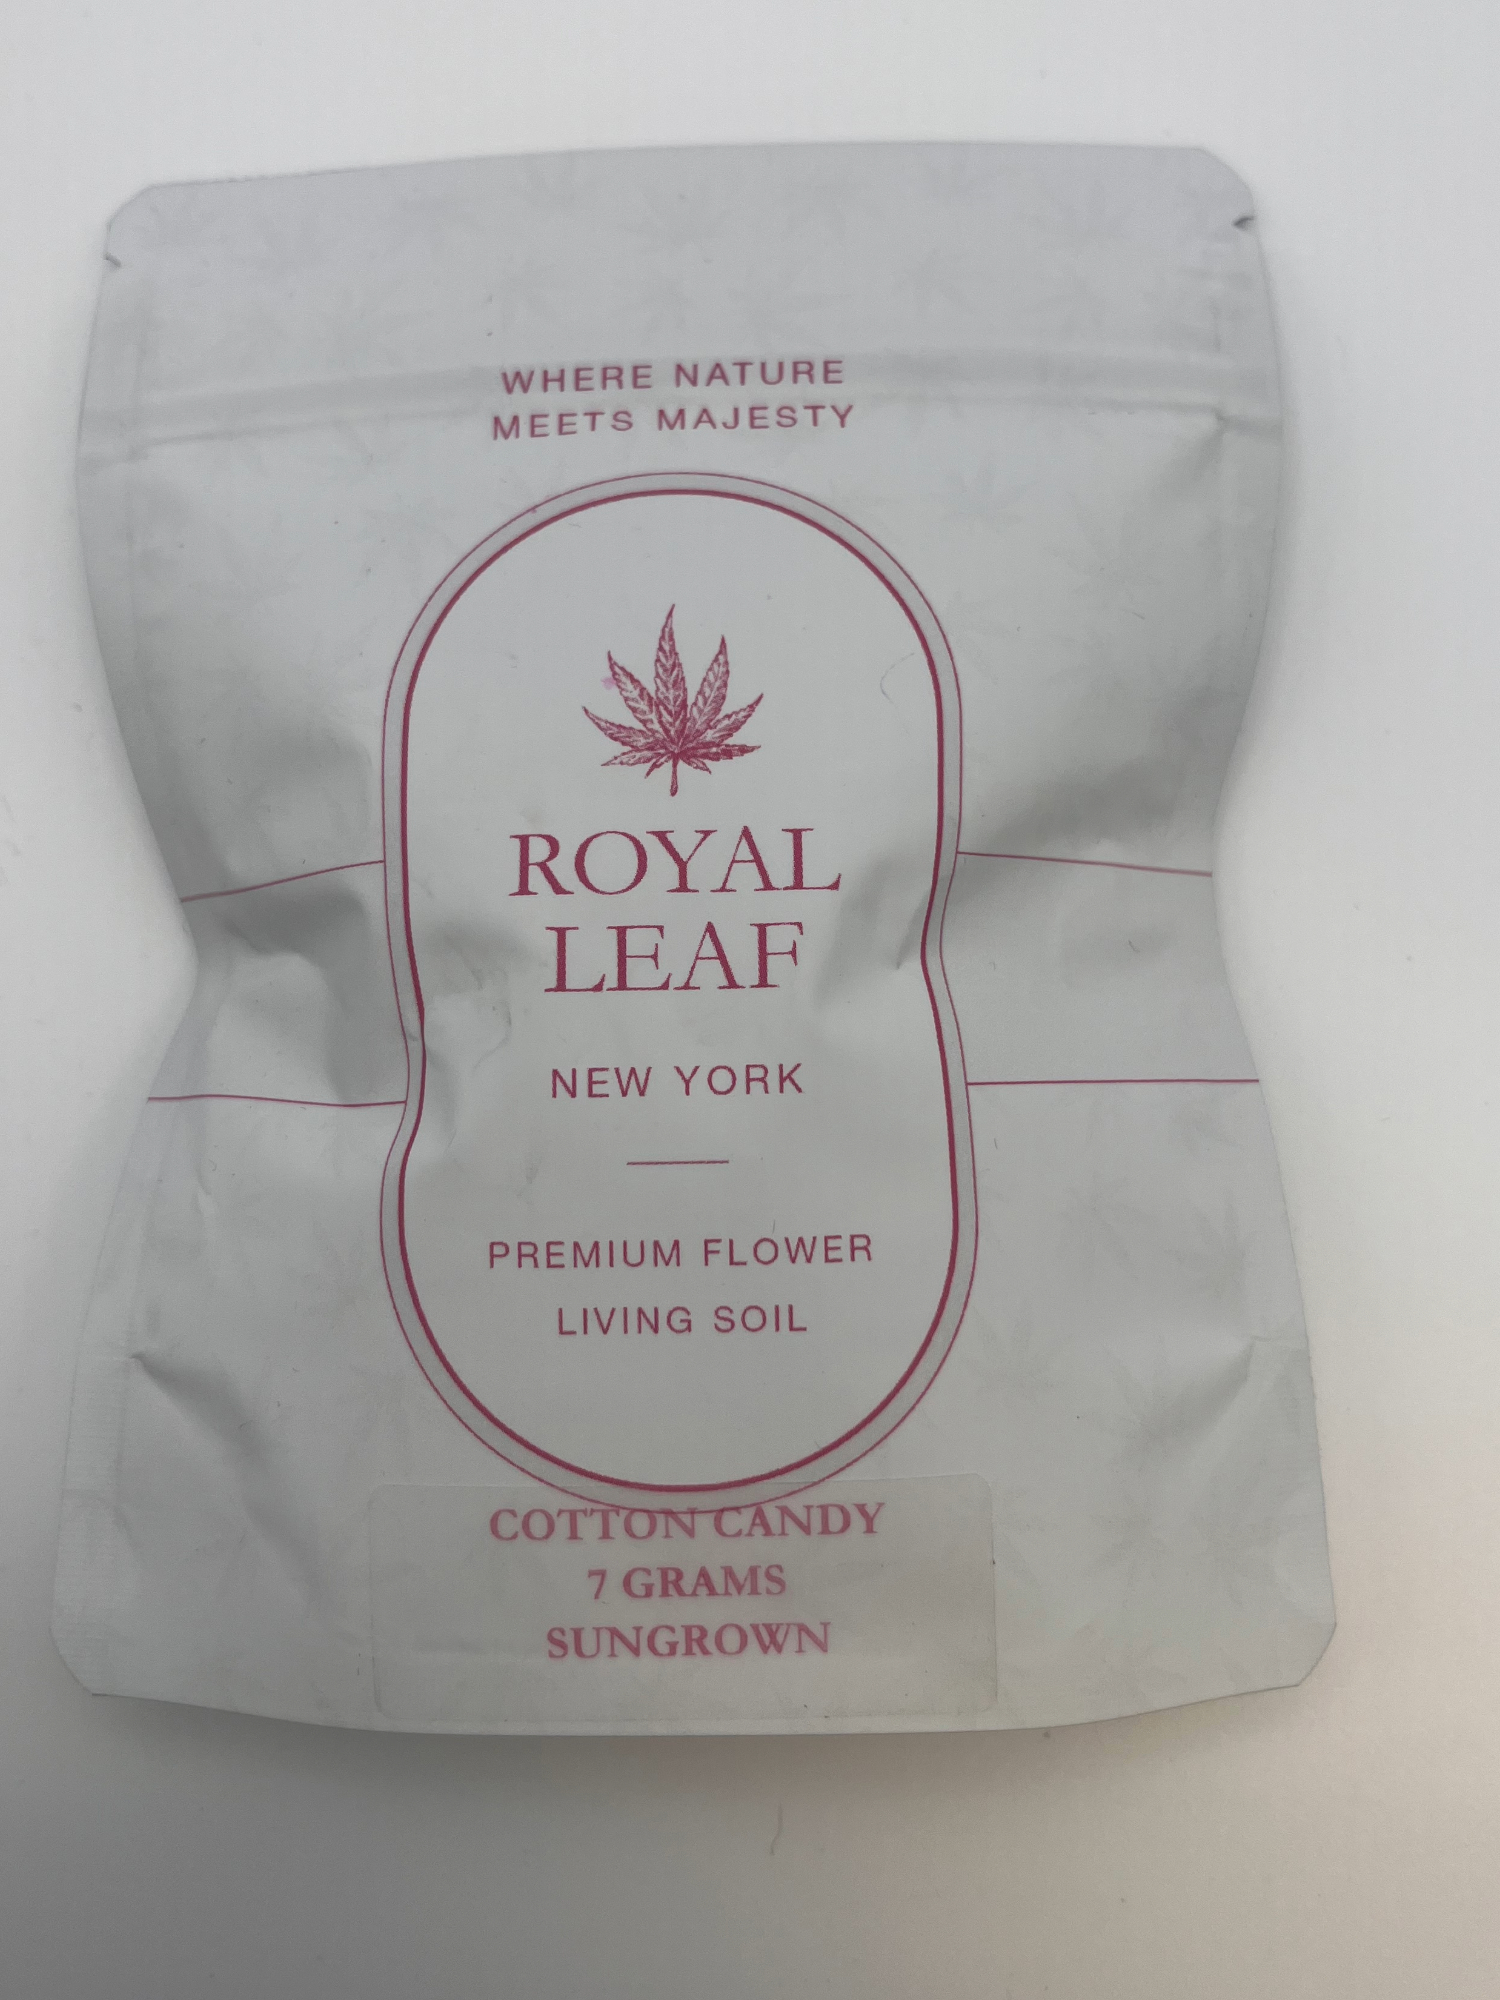 WHERE NATURE
MEETS MAJESTY
ROYAL
LEAF
NEW YORK
PREMIUM FLOWER
LIVING SOIL
COTTON CANDY
7 GRAMS
SUNGROWN